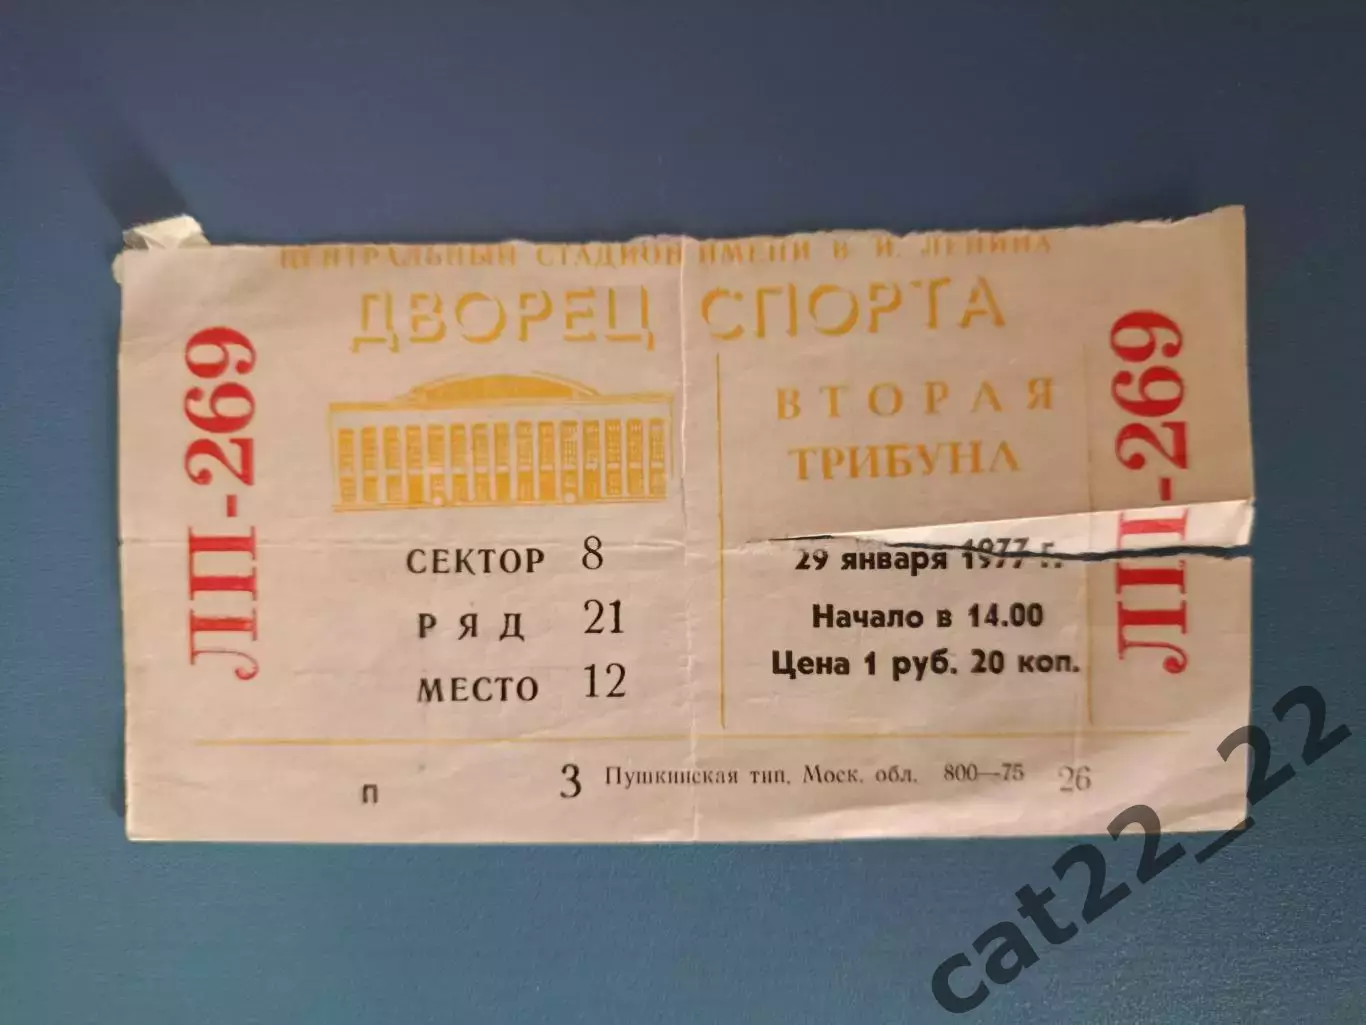 ЦЕНТРАЛЬНЫЙ СТАДИОН ИМЕНИ В. И. ЛЕНИНА
ДВОРЕЦ СПОРТА
ЛП-269
ВТОРАЯ
ТРИБУНА
ЛП-269
СЕКТОР 8
РЯД 21
МЕСТО 12
29 января 1977 г.
Начало в 14.00
Цена 1 руб. 20 коп.
п
3 Пушкинская тип. Моск. обл. 800—75 26
cat22_22